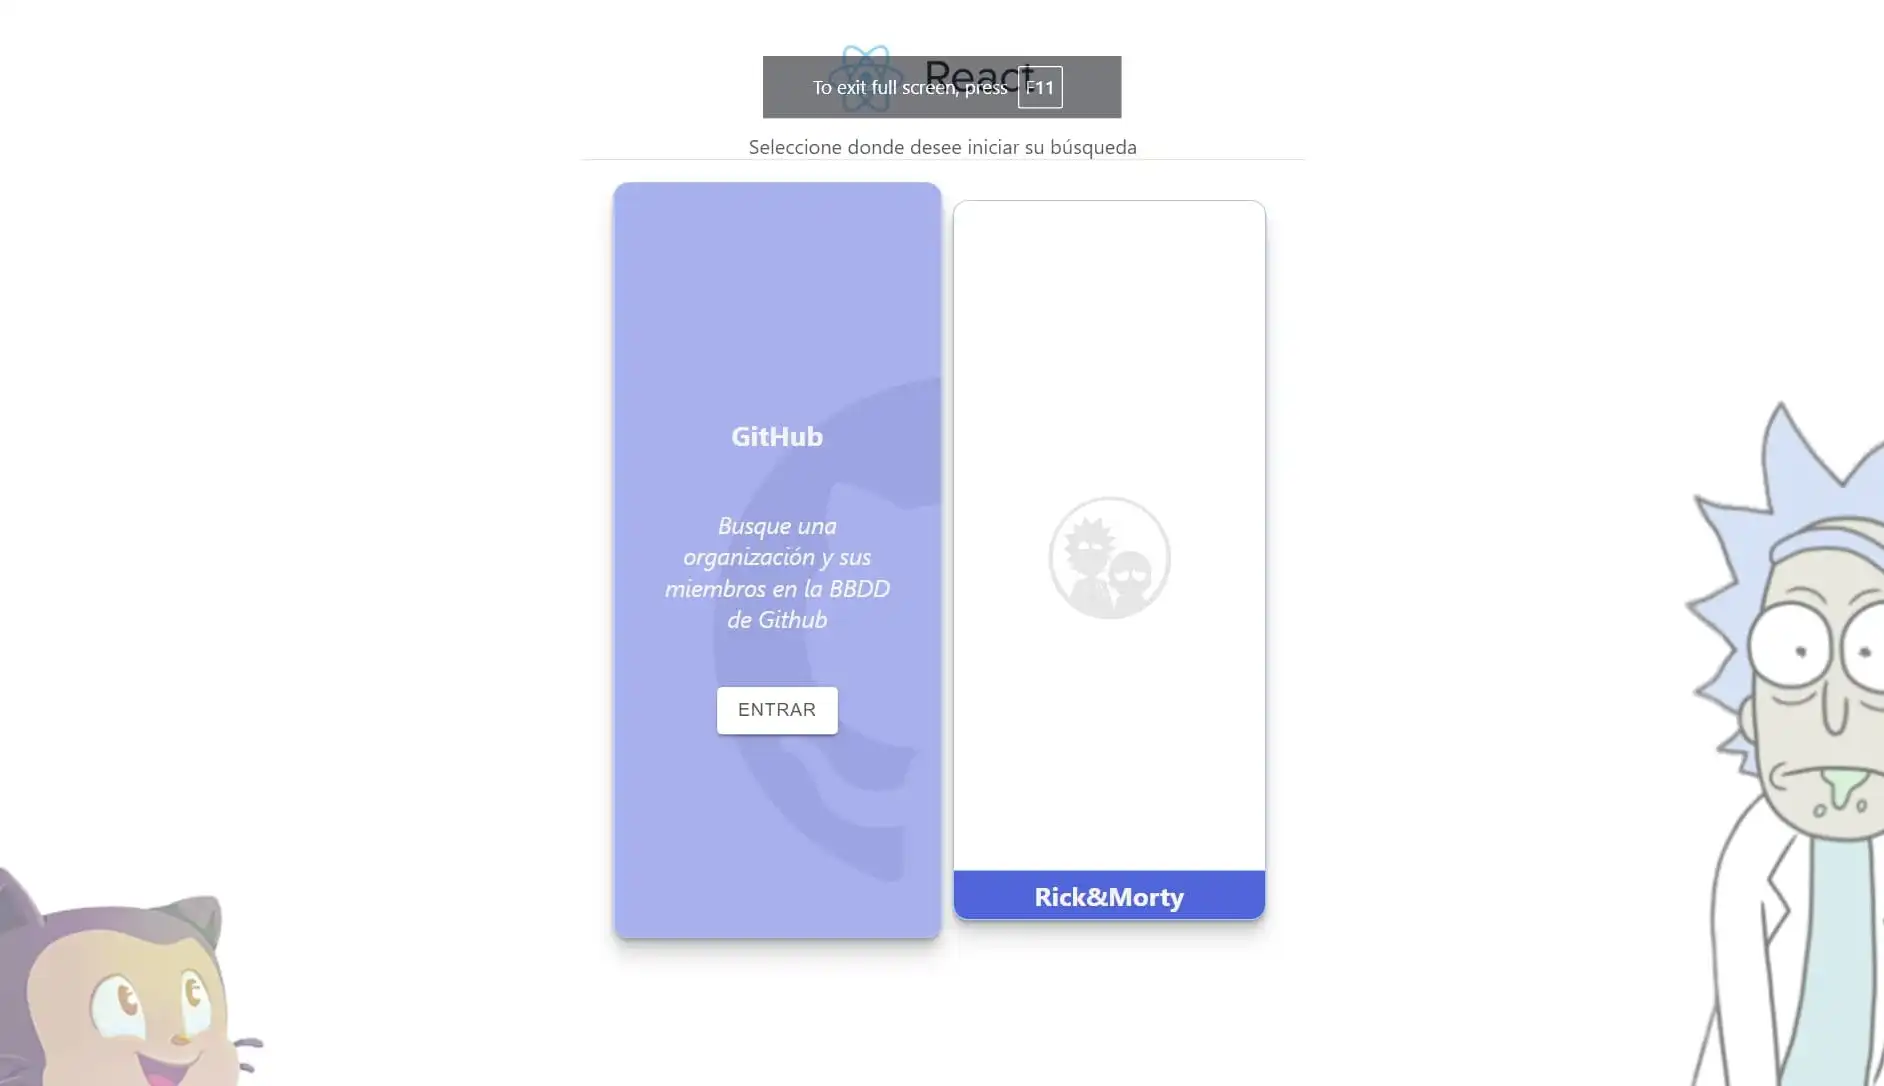 React
To exit full screen, press F11
Seleccione donde desee iniciar su búsqueda
GitHub
Busque una
organización y sus
miembros en la BBDD
de Github
ENTRAR
Rick&Morty